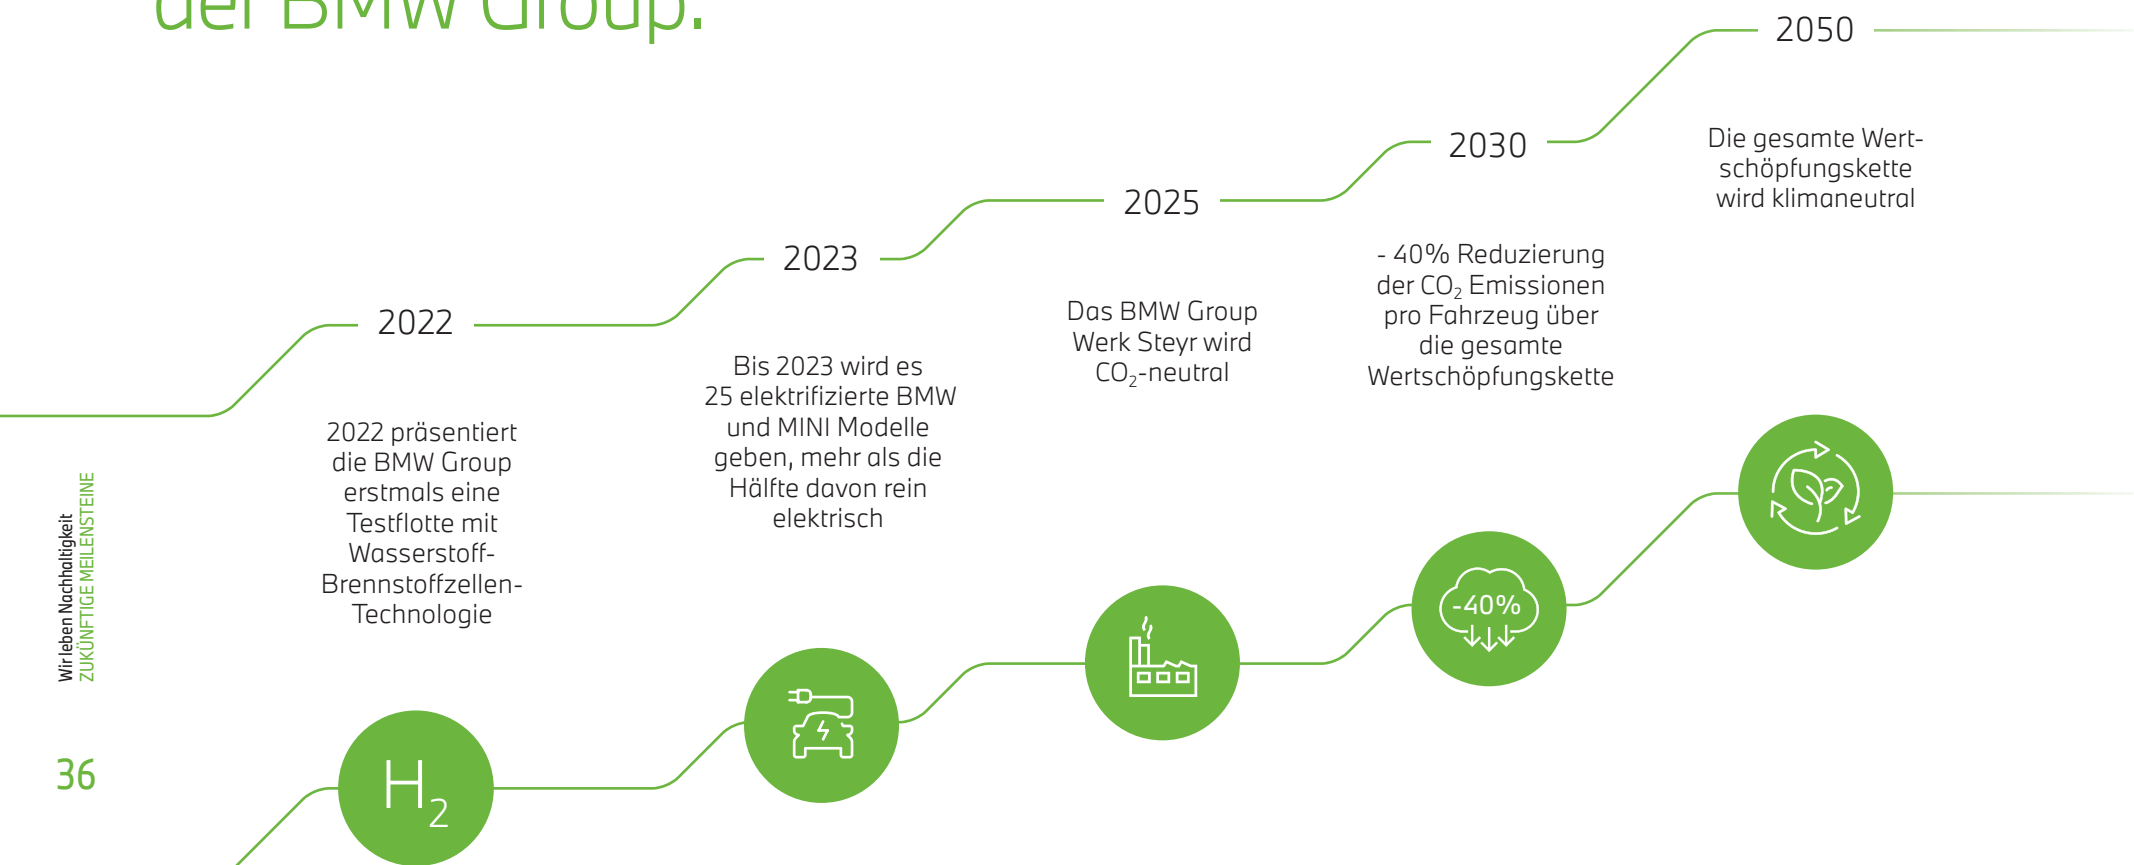 der BMW Group.
2022
2022 präsentiert
die BMW Group
erstmals eine
Testflotte mit
Wasserstoff-
Brennstoffzellen-
Technologie
2023
Bis 2023 wird es
25 elektrifizierte BMW
und MINI Modelle
geben, mehr als die
Hälfte davon rein
elektrisch
2025
Das BMW Group
Werk Steyr wird
CO₂-neutral
2030
- 40% Reduzierung
der CO₂ Emissionen
pro Fahrzeug über
die gesamte
Wertschöpfungskette
2050
Die gesamte Wert-
schöpfungskette
wird klimaneutral
H₂
-40%
Wir leben Nachhaltigkeit
ZUKÜNFTIGE MEILENSTEINE
36